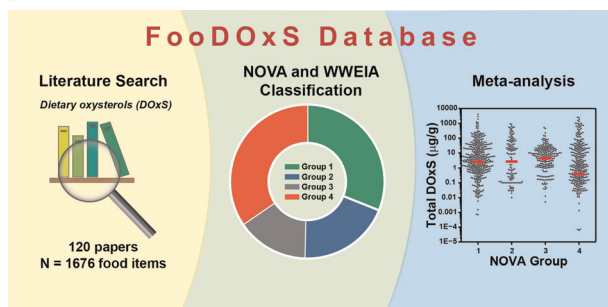 FooDOxS Database
Literature Search
Dietary oxysterols (DOxS)
120 papers
N = 1676 food items
NOVA and WWEIA
Classification
Group 1
Group 2
Group 3
Group 4
Meta-analysis
Total DOxS (µg/g)
10000
1000
100
10
1
0.1
0.01
0.001
1E-4
1E-5
1 2 3 4
NOVA Group